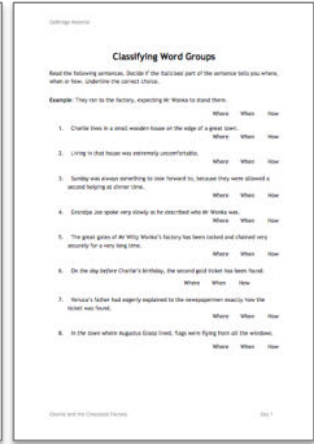 Classifying Word Groups
Read the following sentences. Decide if the italicised part of the sentence tells you where,
when or how. Underline the correct choice.
Example: They ran to the factory, expecting Mr Wonka to stand there.
Where When How
1. Charlie lives in a small wooden house on the edge of a great town.
Where When How
2. Living in that house was extremely uncomfortable.
Where When How
3. Sunday was always something to look forward to, because they were allowed a
second helping at dinner time.
Where When How
4. Grandpa Joe spoke very slowly as he described who Mr Wonka was.
Where When How
5. The great gates of Mr Willy Wonka's factory has been locked and chained very
securely for a very long time.
Where When How
6. On the day before Charlie's birthday, the second gold ticket has been found.
Where When How
7. Veruca's father had eagerly explained to the newspapermen exactly how the
ticket was found.
Where When How
8. In the town where Augustus Gloop lived, flags were flying from all the windows.
Where When How
Charlie and the Chocolate Factory
Day 1